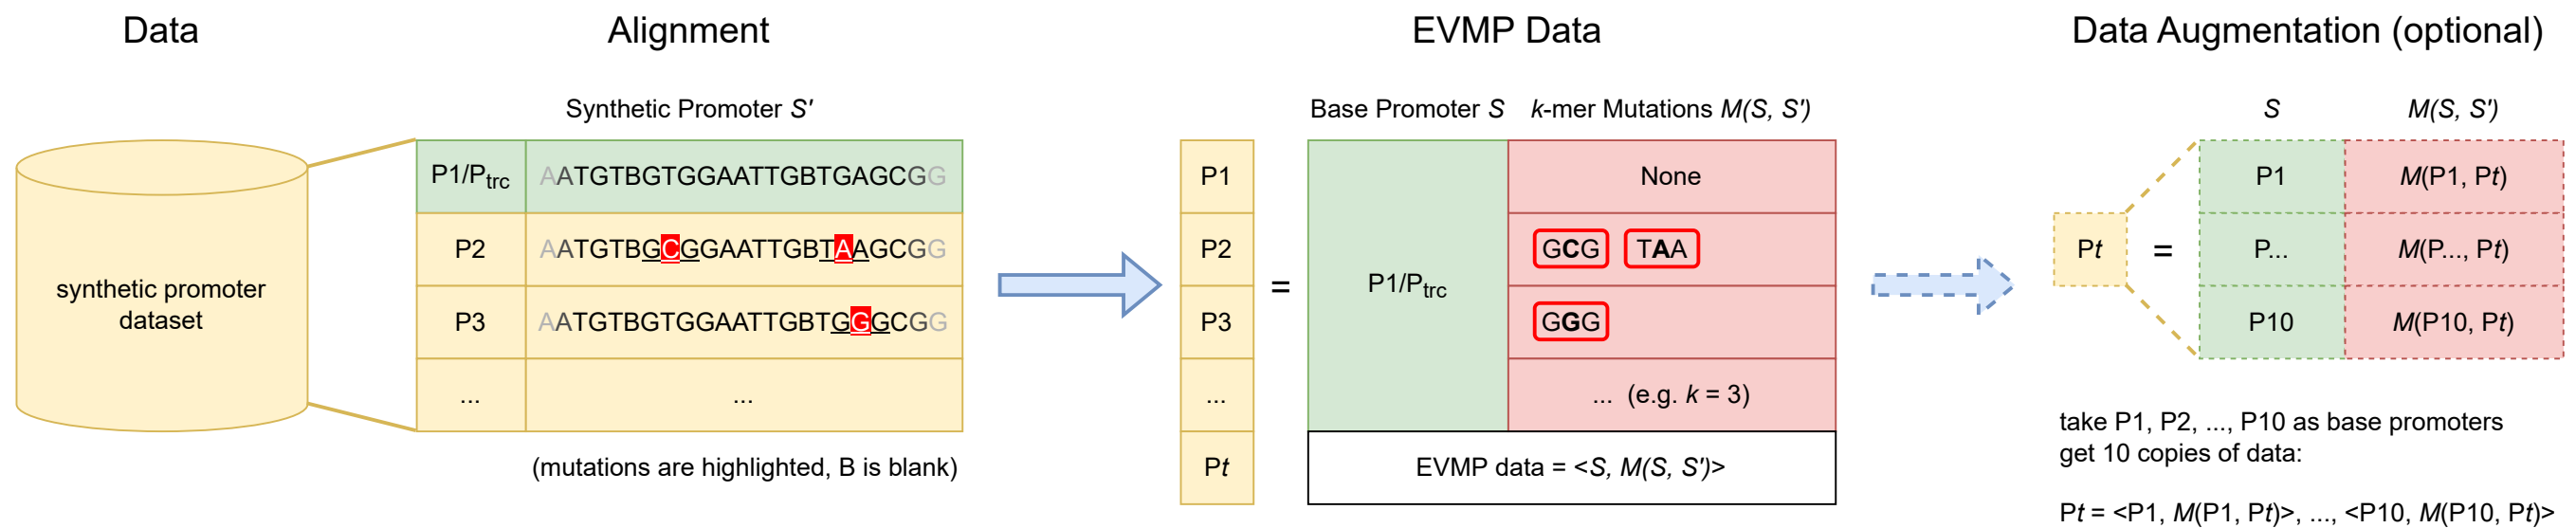 Data
Alignment
EVMP Data
Data Augmentation (optional)
Synthetic Promoter S'
Base Promoter S
k-mer Mutations M(S, S')
S
M(S, S')
synthetic promoter
dataset
P1/Ptrc
AATGTBGTGGAATTGBTGAGCGG
P2
AATGTBGCGGAATTGBTAAGCGG
P3
AATGTBGTGGAATTGBTGGGCGG
...
...
(mutations are highlighted, B is blank)
P1
P2
P3
...
Pt
=
P1/Ptrc
None
GCG TAA
GGG
... (e.g. k = 3)
EVMP data = <S, M(S, S')>
Pt
=
P1
M(P1, Pt)
P...
M(P..., Pt)
P10
M(P10, Pt)
take P1, P2, ..., P10 as base promoters
get 10 copies of data:
Pt = <P1, M(P1, Pt)>, ..., <P10, M(P10, Pt)>